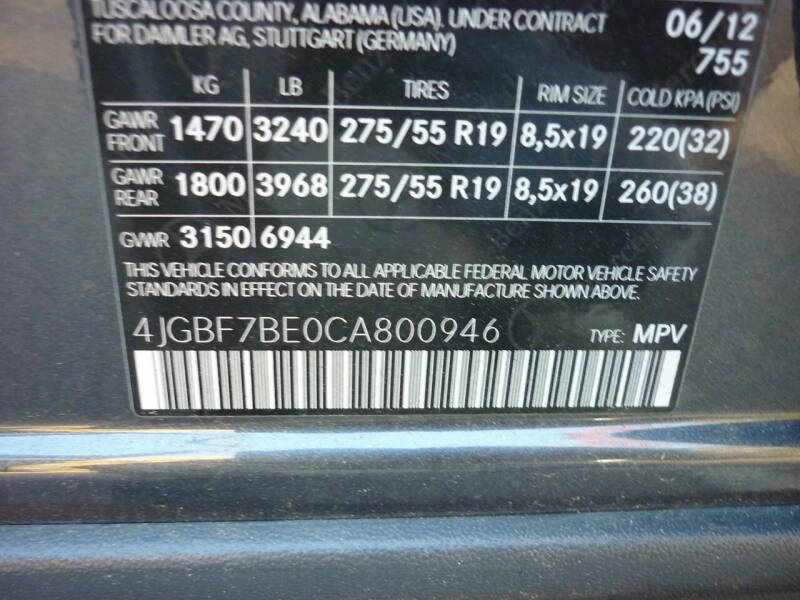 TUSCALOOSA COUNTY, ALABAMA (USA). UNDER CONTRACT 06/12
FOR DAIMLER AG, STUTTGART (GERMANY) 755
KG LB TIRES RIM SIZE COLD KPA (PSI)
GAWR FRONT 1470 3240 275/55 R19 8,5x19 220(32)
GAWR REAR 1800 3968 275/55 R19 8,5x19 260(38)
GVWR 3150 6944
THIS VEHICLE CONFORMS TO ALL APPLICABLE FEDERAL MOTOR VEHICLE SAFETY
STANDARDS IN EFFECT ON THE DATE OF MANUFACTURE SHOWN ABOVE.
4JGBF7BE0CA800946 TYPE: MPV